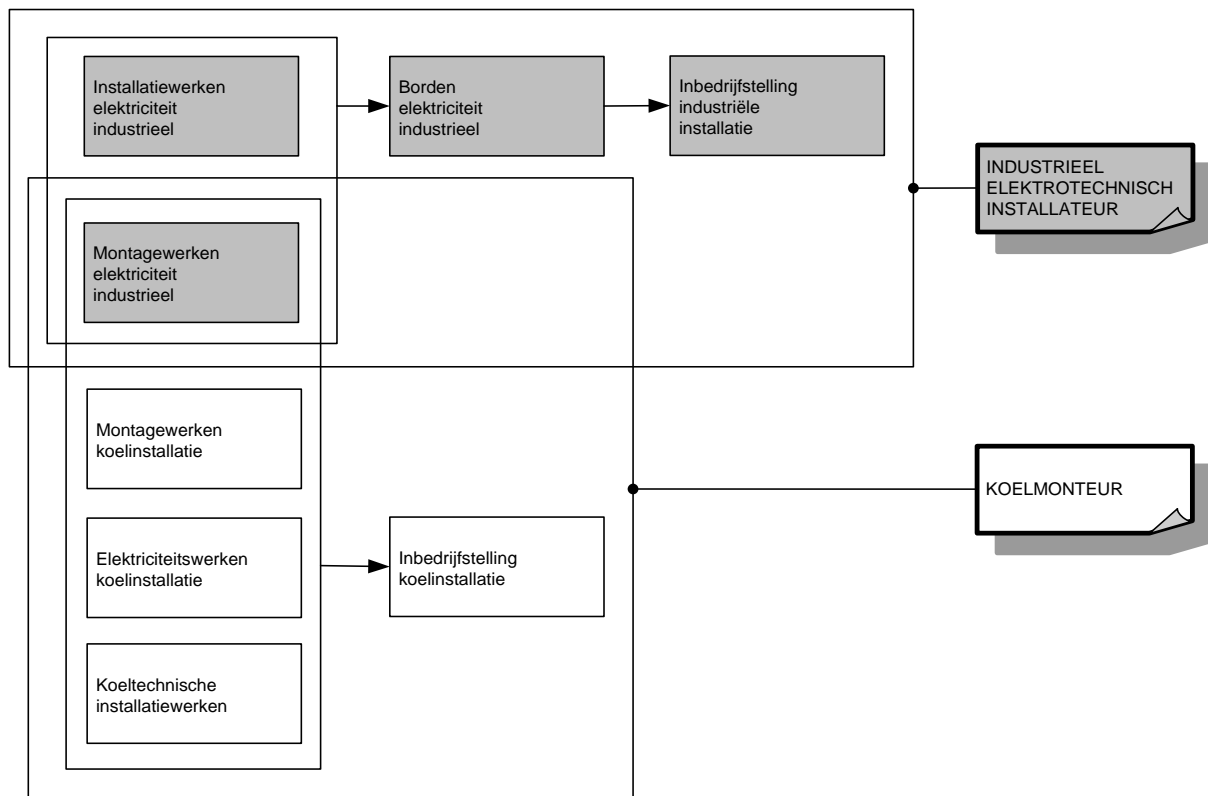 Installatiewerken
elektriciteit
industrieel
Borden
elektriciteit
industrieel
Inbedrijfstelling
industriële
installatie
INDUSTRIEEL
ELEKTROTECHNISCH
INSTALLATEUR
Montagewerken
elektriciteit
industrieel
Montagewerken
koelinstallatie
KOELMONTEUR
Elektriciteitswerken
koelinstallatie
Inbedrijfstelling
koelinstallatie
Koeltechnische
installatiewerken